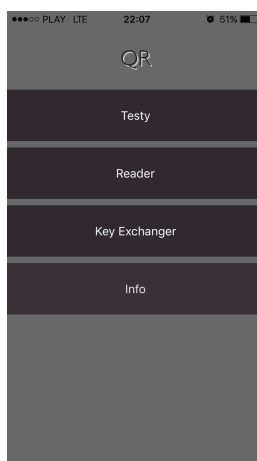 PLAY LTE 22:07 51%
QR
Testy
Reader
Key Exchanger
Info